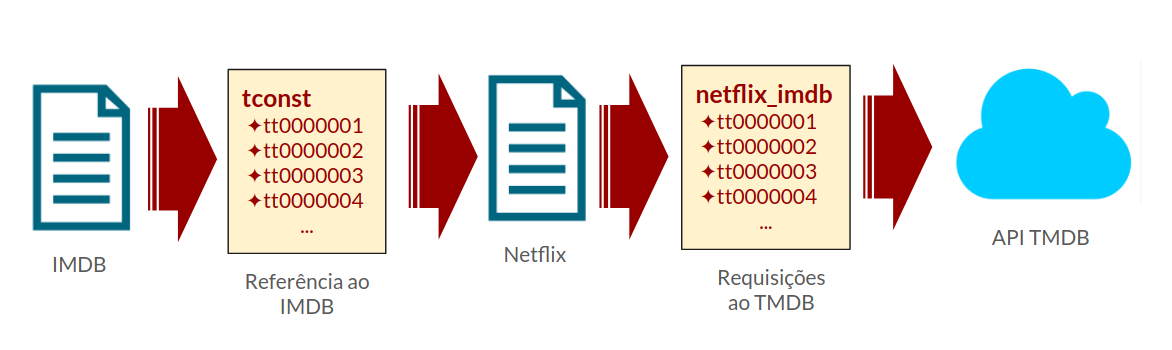 IMDB
tconst
✦tt0000001
✦tt0000002
✦tt0000003
✦tt0000004
...
Referência ao
IMDB
Netflix
netflix_imdb
✦tt0000001
✦tt0000002
✦tt0000003
✦tt0000004
...
Requisições
ao TMDB
API TMDB